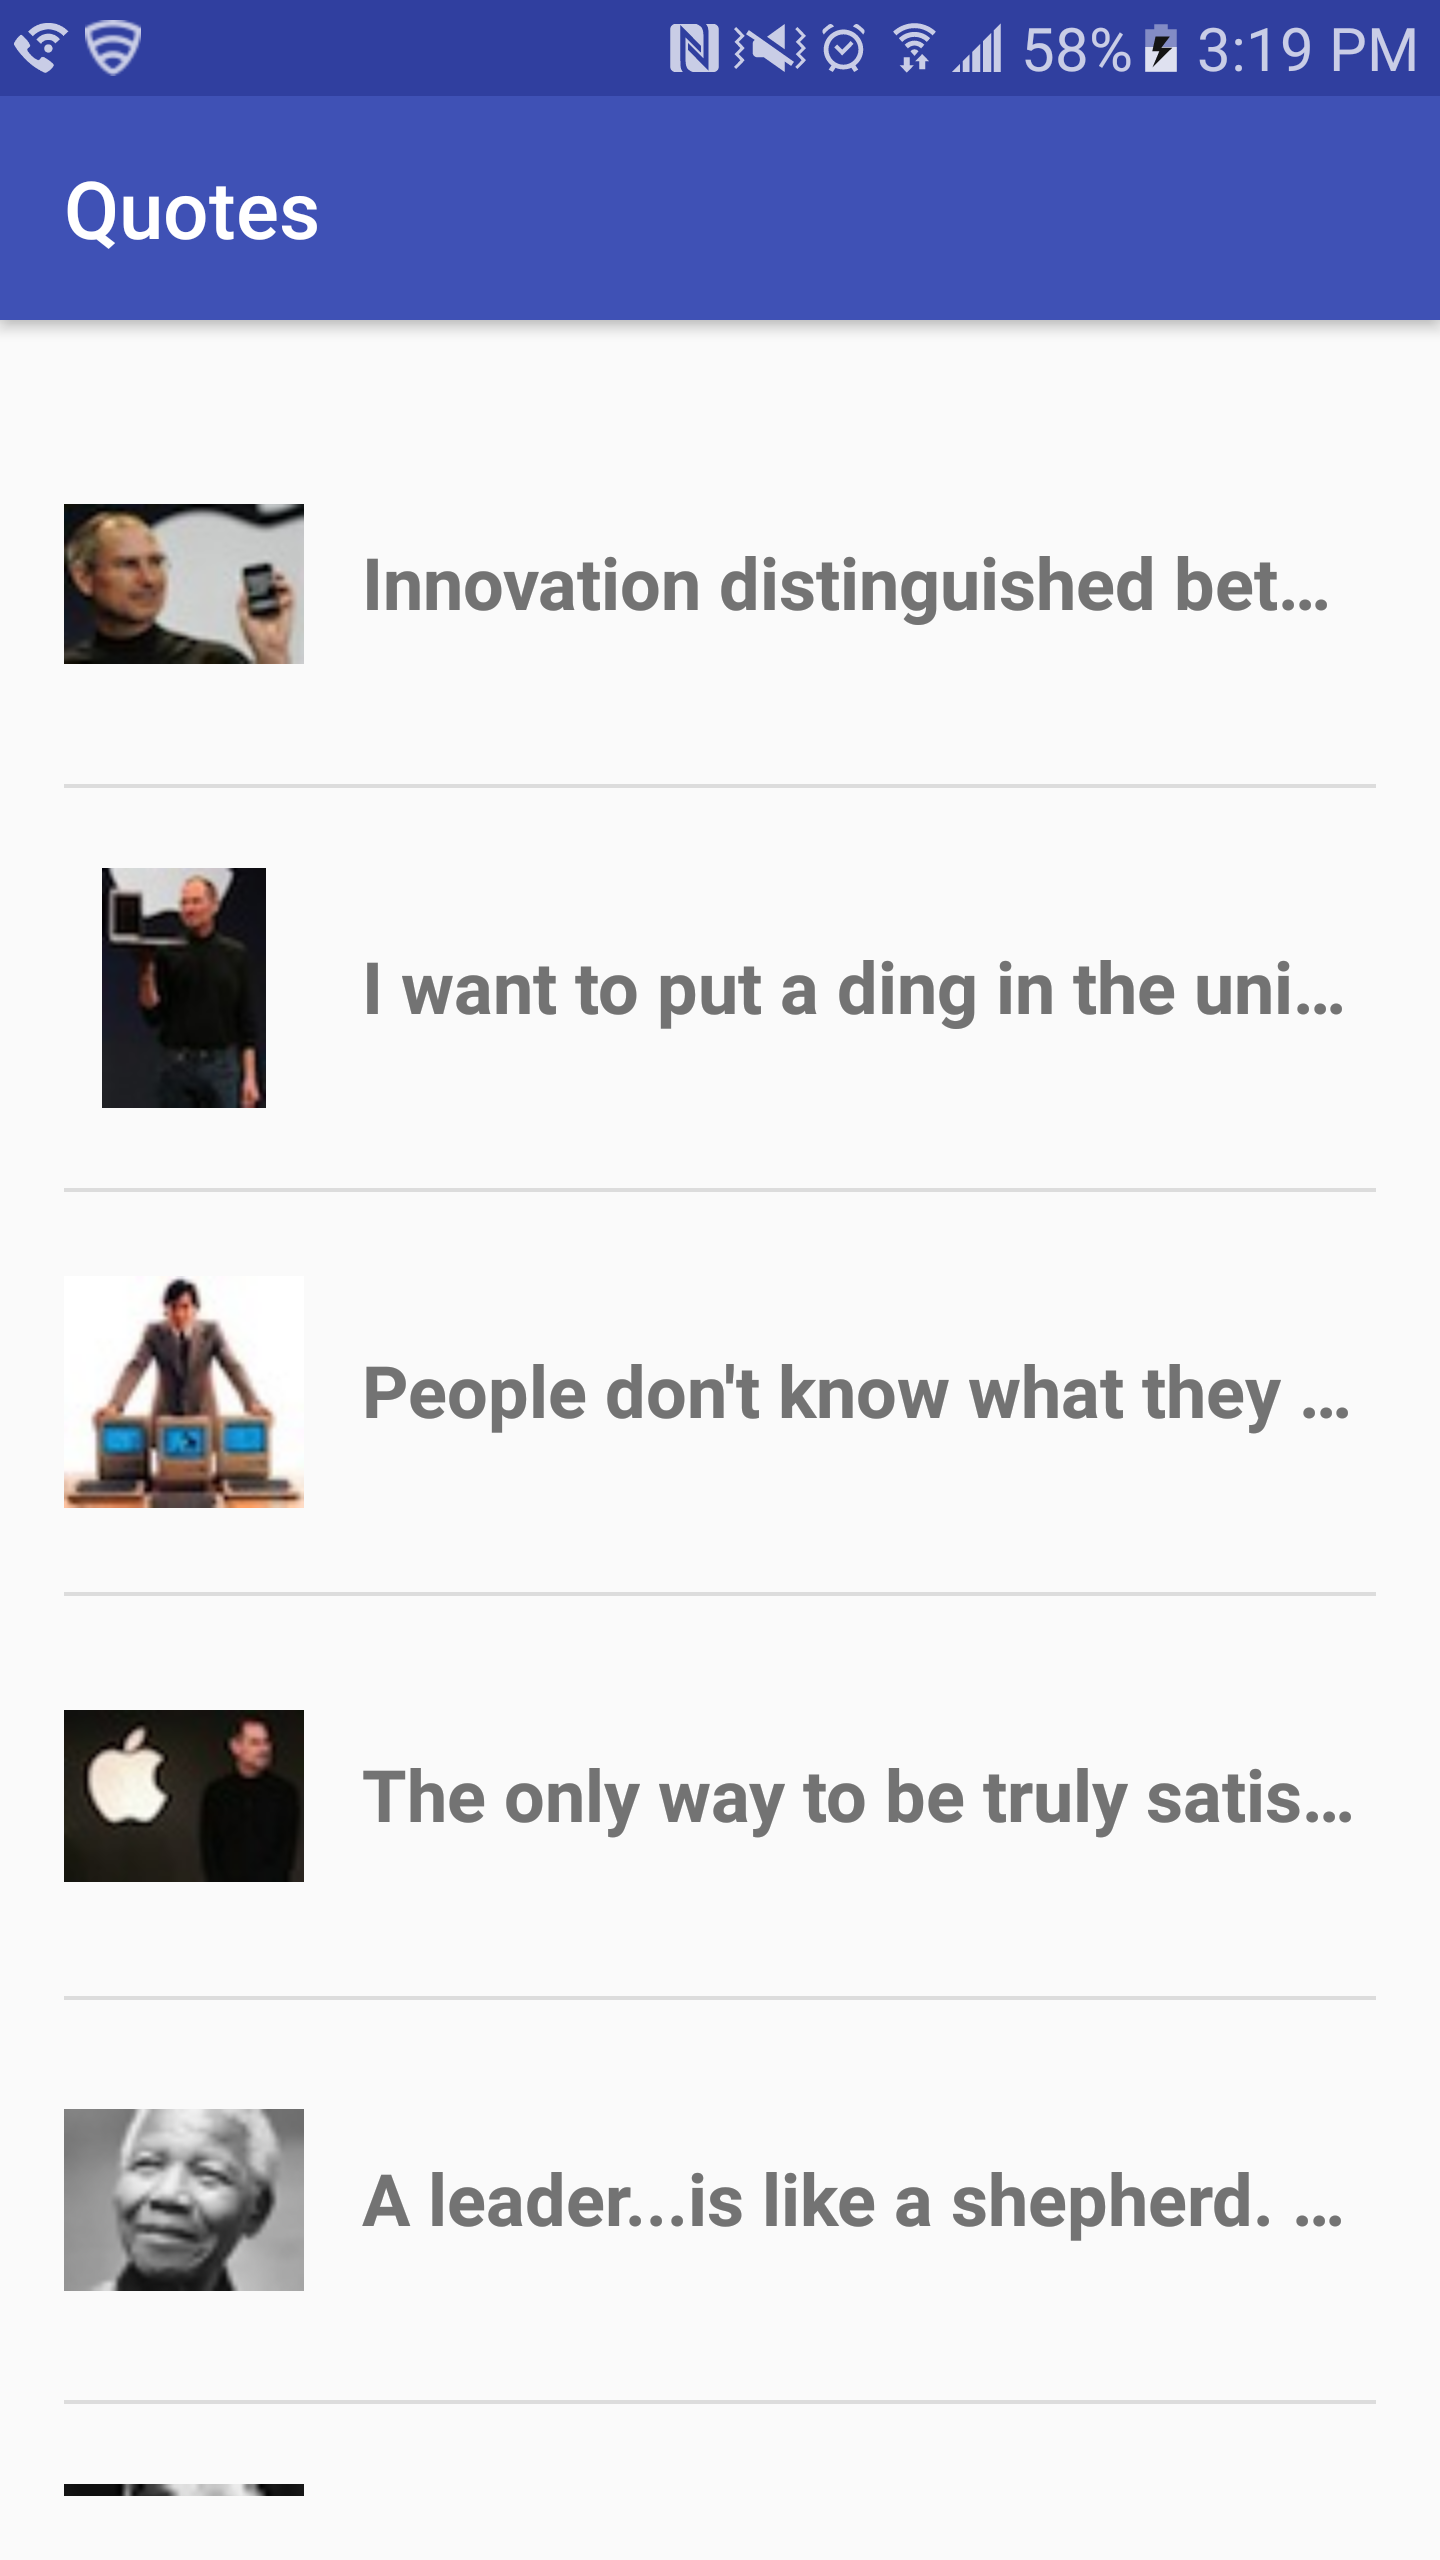 58% 3:19 PM
Quotes
Innovation distinguished bet...
I want to put a ding in the uni...
People don't know what they ...
The only way to be truly satis...
A leader...is like a shepherd. ...